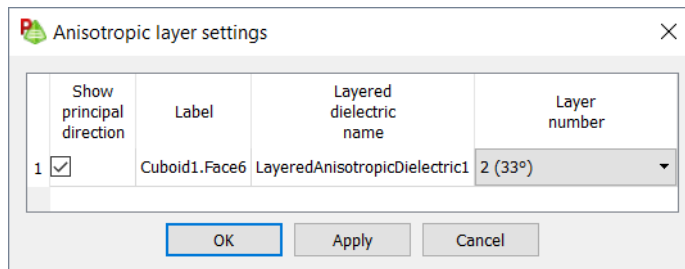 Anisotropic layer settings
Show
principal
direction
Label
Layered
dielectric
name
Layer
number
1 Cuboid1.Face6 LayeredAnisotropicDielectric1 2 (33°)
OK Apply Cancel